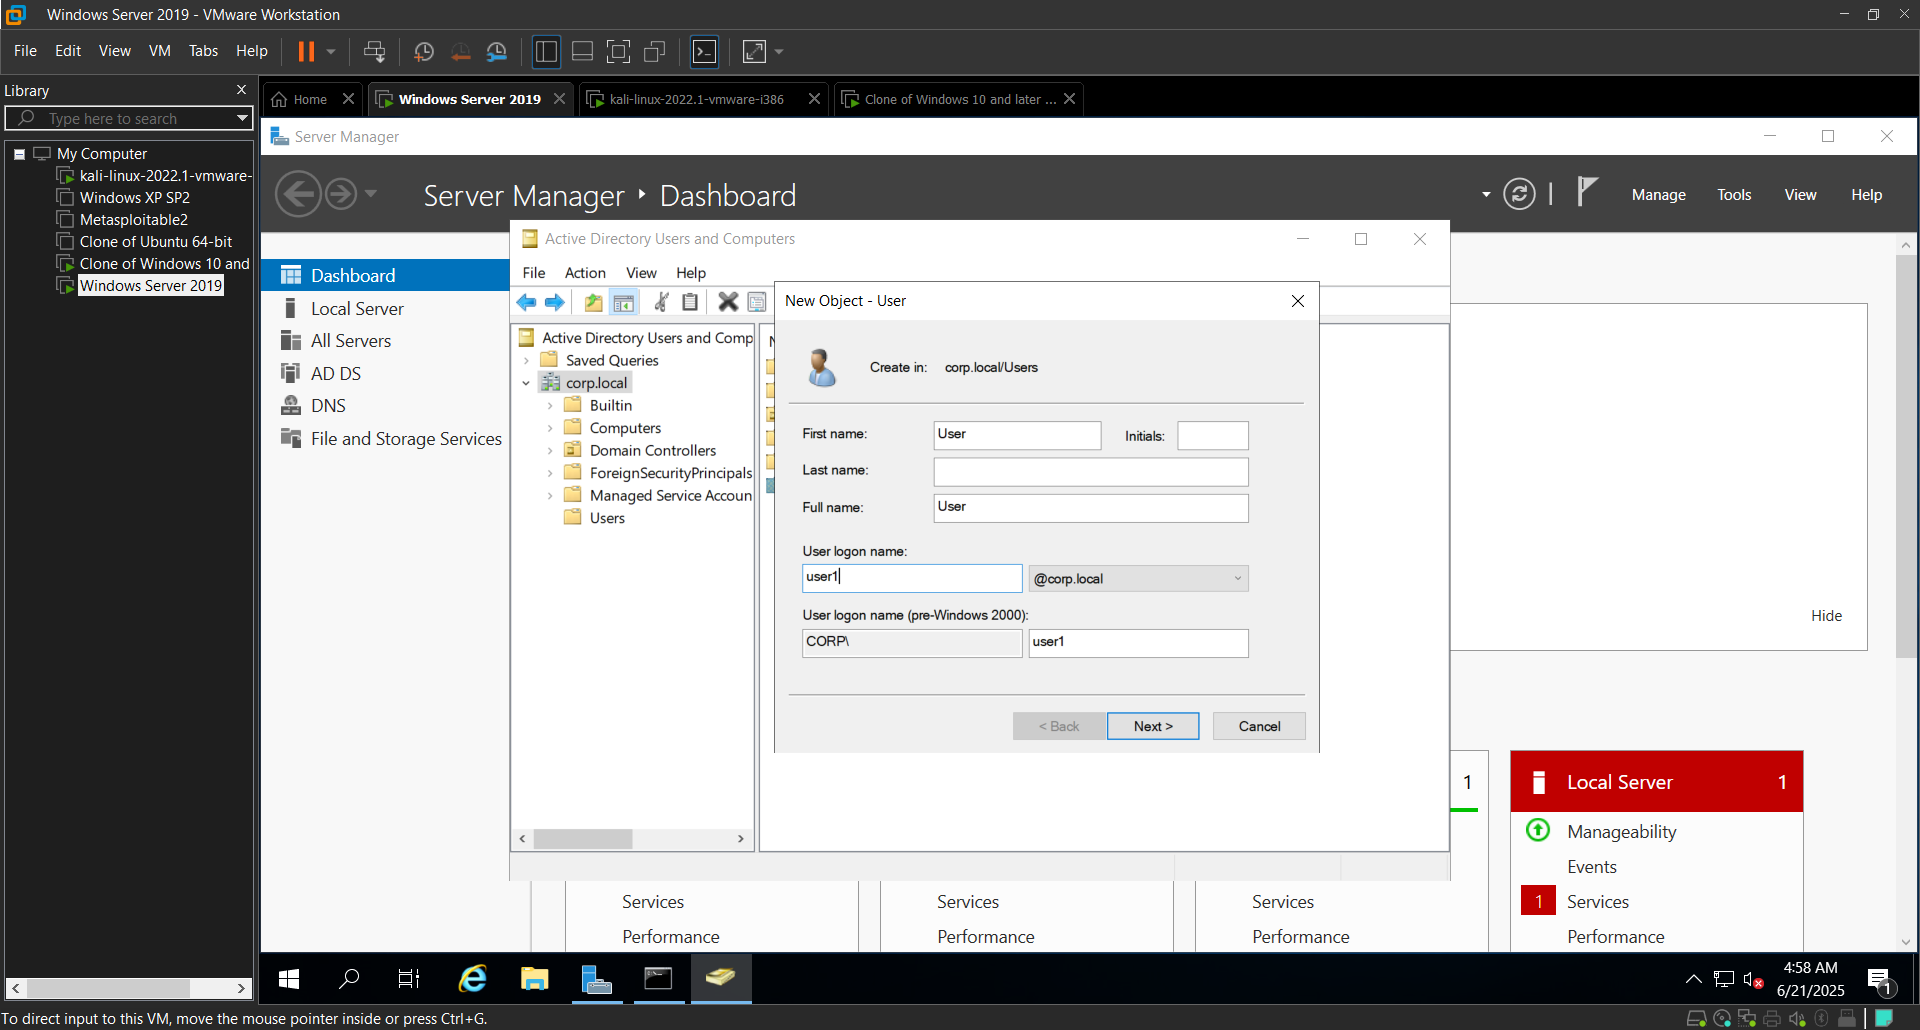 Windows Server 2019 - VMware Workstation
File Edit View VM Tabs Help
Library
Type here to search
My Computer
kali-linux-2022.1-vmware-
Windows XP SP2
Metasploitable2
Clone of Ubuntu 64-bit
Clone of Windows 10 and
Windows Server 2019
Home
Windows Server 2019
kali-linux-2022.1-vmware-i386
Clone of Windows 10 and later ...
Server Manager
Server Manager Dashboard
Manage Tools View Help
Dashboard
Local Server
All Servers
AD DS
DNS
File and Storage Services
Active Directory Users and Computers
File Action View Help
Active Directory Users and Comp
Saved Queries
corp.local
Builtin
Computers
Domain Controllers
ForeignSecurityPrincipals
Managed Service Accoun
Users
New Object - User
Create in: corp.local/Users
First name: User Initials:
Last name:
Full name: User
User logon name:
user1 @corp.local
User logon name (pre-Windows 2000):
CORP\ user1
< Back Next > Cancel
Hide
1
Local Server 1
Manageability
Events
1 Services
Performance
Services
Performance
Services
Performance
Services
Performance
4:58 AM
6/21/2025
1
To direct input to this VM, move the mouse pointer inside or press Ctrl+G.